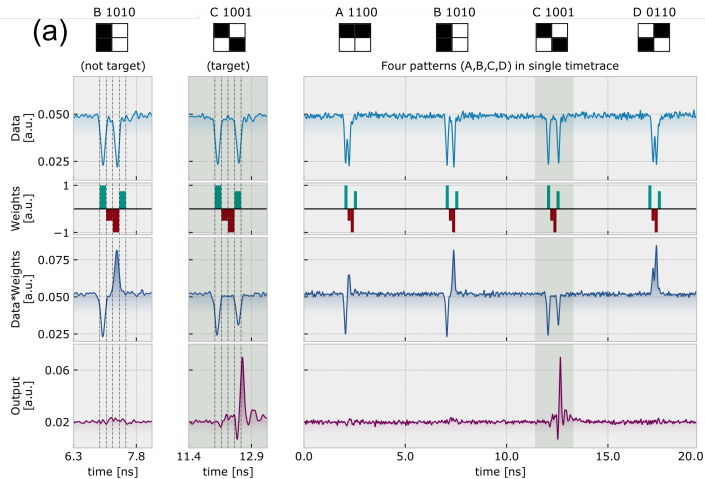 (a)
B 1010
C 1001
A 1100
B 1010
C 1001
D 0110
(not target)
(target)
Four patterns (A,B,C,D) in single timetrace
Data
[a.u.]
0.050
0.025
Weights
[a.u.]
1
−1
Data*Weights
[a.u.]
0.075
0.050
0.025
Output
[a.u.]
0.06
0.02
6.3
7.8
11.4
12.9
0.0
5.0
10.0
15.0
20.0
time [ns]
time [ns]
time [ns]